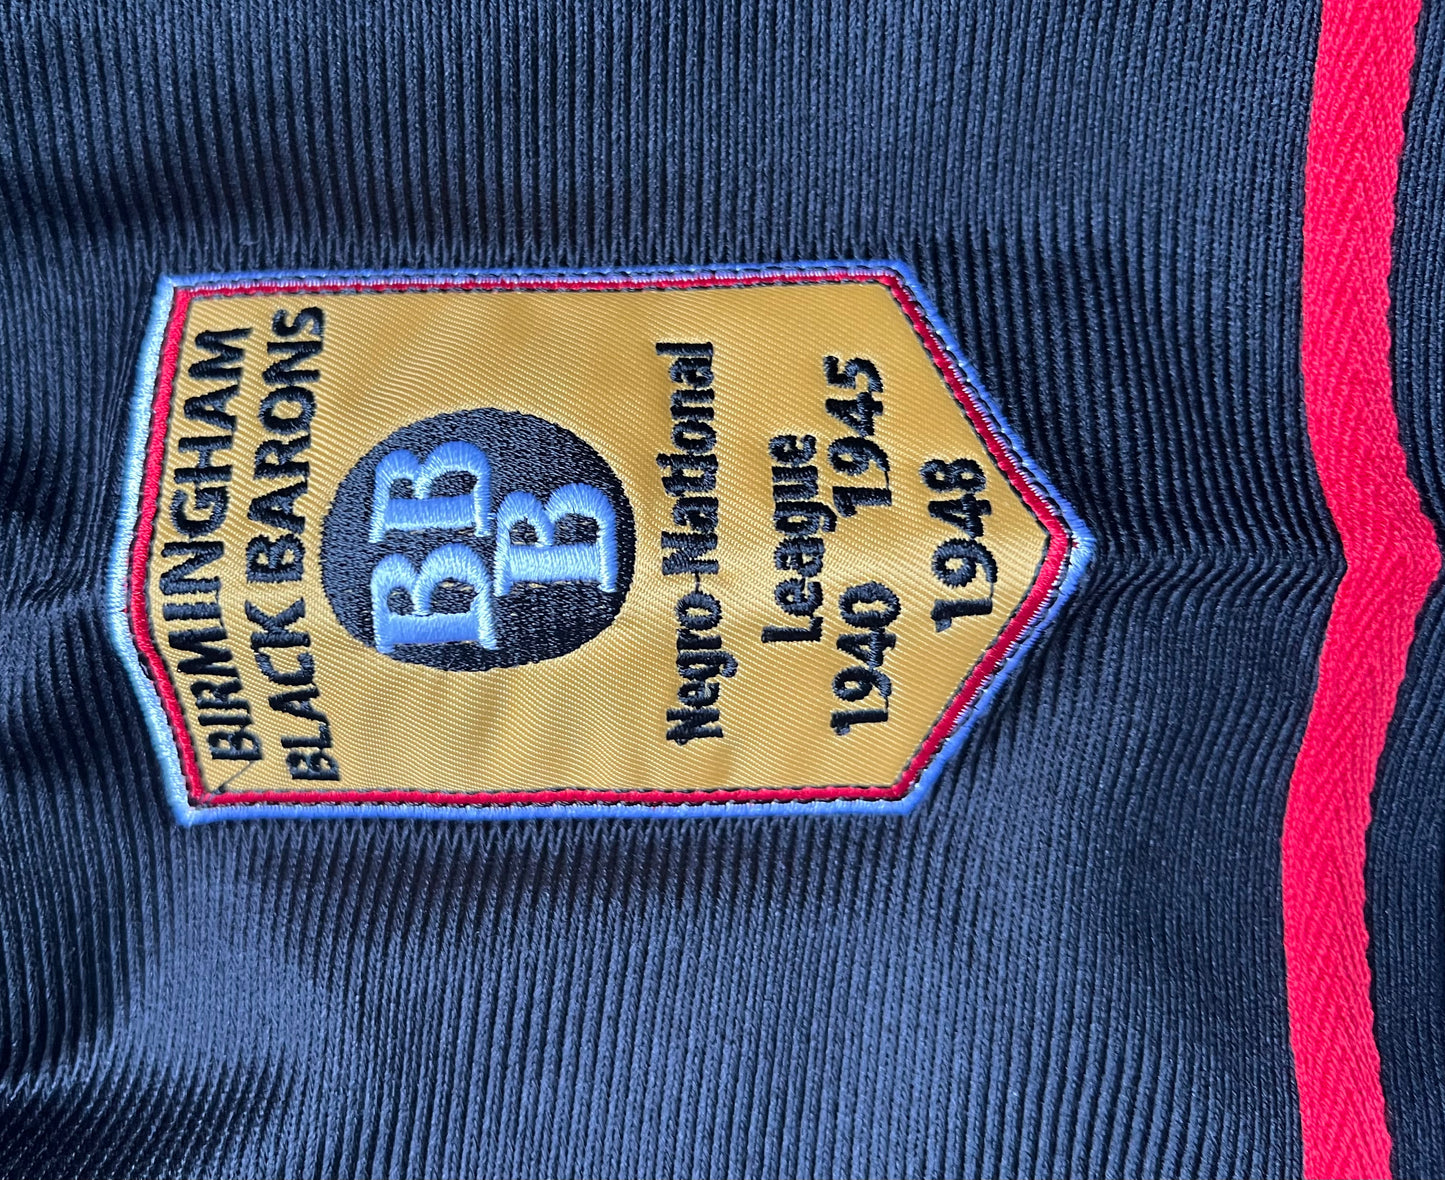 BIRMINGHAM
BLACK BARONS
BB
B
Negro-National
League
1940 1945
1948